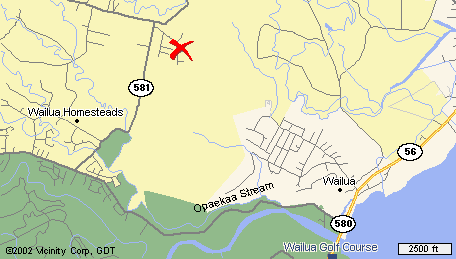 581
Wailua Homesteads
56
Wailua
Opaekaa Stream
580
Wailua Golf Course
©2002 Vicinity Corp, GDT
2500 ft